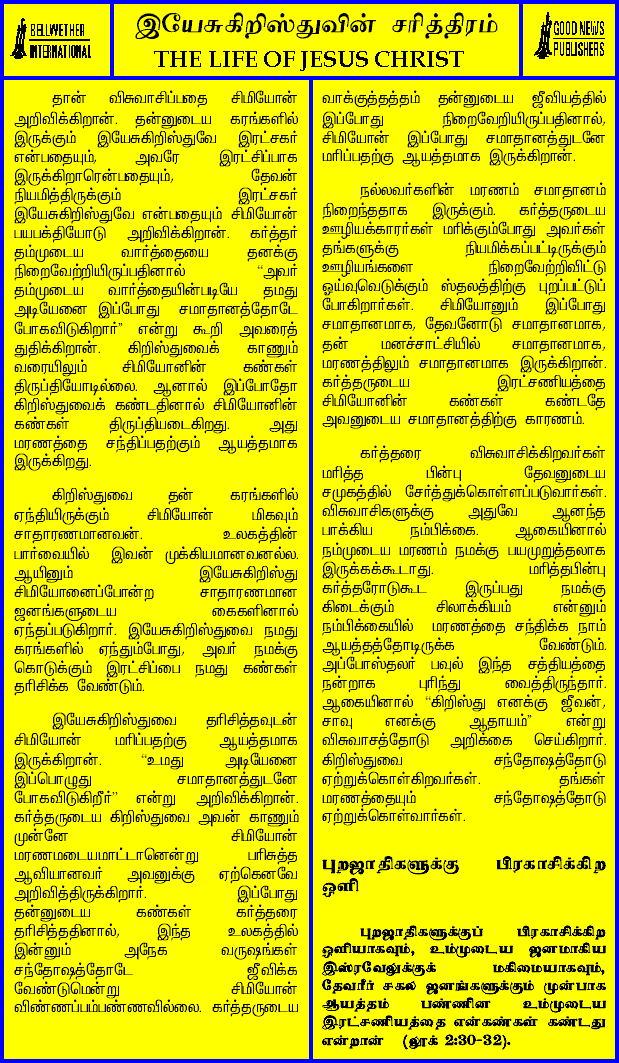 BELLWETHER
INTERNATIONAL
இயேசுகிறிஸ்துவின் சரித்திரம்
THE LIFE OF JESUS CHRIST
GOOD NEWS
PUBLISHERS
தான் விசுவாசிப்பதை சிமியோன்
அறிவிக்கிறான். தன்னுடைய கரங்களில்
இருக்கும் இயேசுகிறிஸ்துவே இரட்சகர்
என்பதையும், அவரே இரட்சிப்பாக
இருக்கிறாரென்பதையும், தேவன்
நியமித்திருக்கும் இரட்சகர்
இயேசுகிறிஸ்துவே என்பதையும் சிமியோன்
பயபக்தியோடு அறிவிக்கிறான். கர்த்தர்
தம்முடைய வார்த்தையை தனக்கு
நிறைவேற்றியிருப்பதினால் “அவர்
தம்முடைய வார்த்தையின்படியே தமது
அடியேனை இப்போது சமாதானத்தோடே
போகவிடுகிறார்” என்று கூறி அவரைத்
துதிக்கிறான். கிறிஸ்துவைக் காணும்
வரையிலும் சிமியோனின் கண்கள்
திருப்தியோடில்லை. ஆனால் இப்போதோ
கிறிஸ்துவைக் கண்டதினால் சிமியோனின்
கண்கள் திருப்தியடைகிறது. அது
மரணத்தை சந்திப்பதற்கும் ஆயத்தமாக
இருக்கிறது.
கிறிஸ்துவை தன் கரங்களில்
ஏந்தியிருக்கும் சிமியோன் மிகவும்
சாதாரணமானவன். உலகத்தின்
பார்வையில் இவன் முக்கியமானவனல்ல.
ஆயினும் இயேசுகிறிஸ்து
சிமியோனைப்போன்ற சாதாரணமான
ஜனங்களுடைய கைகளினால்
ஏந்தப்படுகிறார். இயேசுகிறிஸ்துவை நமது
கரங்களில் ஏந்தும்போது, அவர் நமக்கு
கொடுக்கும் இரட்சிப்பை நமது கண்கள்
தரிசிக்க வேண்டும்.
இயேசுகிறிஸ்துவை தரிசித்தவுடன்
சிமியோன் மரிப்பதற்கு ஆயத்தமாக
இருக்கிறான். “உமது அடியேனை
இப்பொழுது சமாதானத்துடனே
போகவிடுகிறீர்” என்று அறிவிக்கிறான்.
கர்த்தருடைய கிறிஸ்துவை அவன் காணும்
முன்னே சிமியோன்
மரணமடையமாட்டானென்று பரிசுத்த
ஆவியானவர் அவனுக்கு ஏற்கெனவே
அறிவித்திருக்கிறார். இப்போது
தன்னுடைய கண்கள் கர்த்தரை
தரிசித்ததினால், இந்த உலகத்தில்
இன்னும் அநேக வருஷங்கள்
சந்தோஷத்தோடே ஜீவிக்க
வேண்டுமென்று சிமியோன்
விண்ணப்பம்பண்ணவில்லை. கர்த்தருடைய
வாக்குத்தத்தம் தன்னுடைய ஜீவியத்தில்
இப்போது நிறைவேறியிருப்பதினால்,
சிமியோன் இப்போது சமாதானத்துடனே
மரிப்பதற்கு ஆயத்தமாக இருக்கிறான்.
நல்லவர்களின் மரணம் சமாதானம்
நிறைந்ததாக இருக்கும். கர்த்தருடைய
ஊழியக்காரர்கள் மரிக்கும்போது அவர்கள்
தங்களுக்கு நியமிக்கப்பட்டிருக்கும்
ஊழியங்களை நிறைவேற்றிவிட்டு
ஓய்வுவெடுக்கும் ஸ்தலத்திற்கு புறப்பட்டுப்
போகிறார்கள். சிமியோனும் இப்போது
சமாதானமாக, தேவனோடு சமாதானமாக,
தன் மனச்சாட்சியில் சமாதானமாக,
மரணத்திலும் சமாதானமாக இருக்கிறான்.
கர்த்தருடைய இரட்சணியத்தை
சிமியோனின் கண்கள் கண்டதே
அவனுடைய சமாதானத்திற்கு காரணம்.
கர்த்தரை விசுவாசிக்கிறவர்கள்
மரித்த பின்பு தேவனுடைய
சமுகத்தில் சேர்த்துக்கொள்ளப்படுவார்கள்.
விசுவாசிகளுக்கு அதுவே ஆனந்த
பாக்கிய நம்பிக்கை. ஆகையினால்
நம்முடைய மரணம் நமக்கு பயமுறுத்தலாக
இருக்கக்கூடாது. மரித்தபின்பு
கர்த்தரோடுகூட இருப்பது நமக்கு
கிடைக்கும் சிலாக்கியம் என்னும்
நம்பிக்கையில் மரணத்தை சந்திக்க நாம்
ஆயத்தத்தோடிருக்க வேண்டும்.
அப்போஸ்தலர் பவுல் இந்த சத்தியத்தை
நன்றாக புரிந்து வைத்திருந்தார்.
ஆகையினால் “கிறிஸ்து எனக்கு ஜீவன்,
சாவு எனக்கு ஆதாயம்” என்று
விசுவாசத்தோடு அறிக்கை செய்கிறார்.
கிறிஸ்துவை சந்தோஷத்தோடு
ஏற்றுக்கொள்கிறவர்கள். தங்கள்
மரணத்தையும் சந்தோஷத்தோடு
ஏற்றுக்கொள்வார்கள்.
புறஜாதிகளுக்கு பிரகாசிக்கிற
ஒளி
புறஜாதிகளுக்குப் பிரகாசிக்கிற
ஒளியாகவும், உம்முடைய ஜனமாகிய
இஸ்ரவேலுக்குக் மகிமையாகவும்,
தேவரீர் சகல ஜனங்களுக்கும் முன்பாக
ஆயத்தம் பண்ணின உம்முடைய
இரட்சணியத்தை என்கண்கள் கண்டது
என்றான் (லூக் 2:30-32).